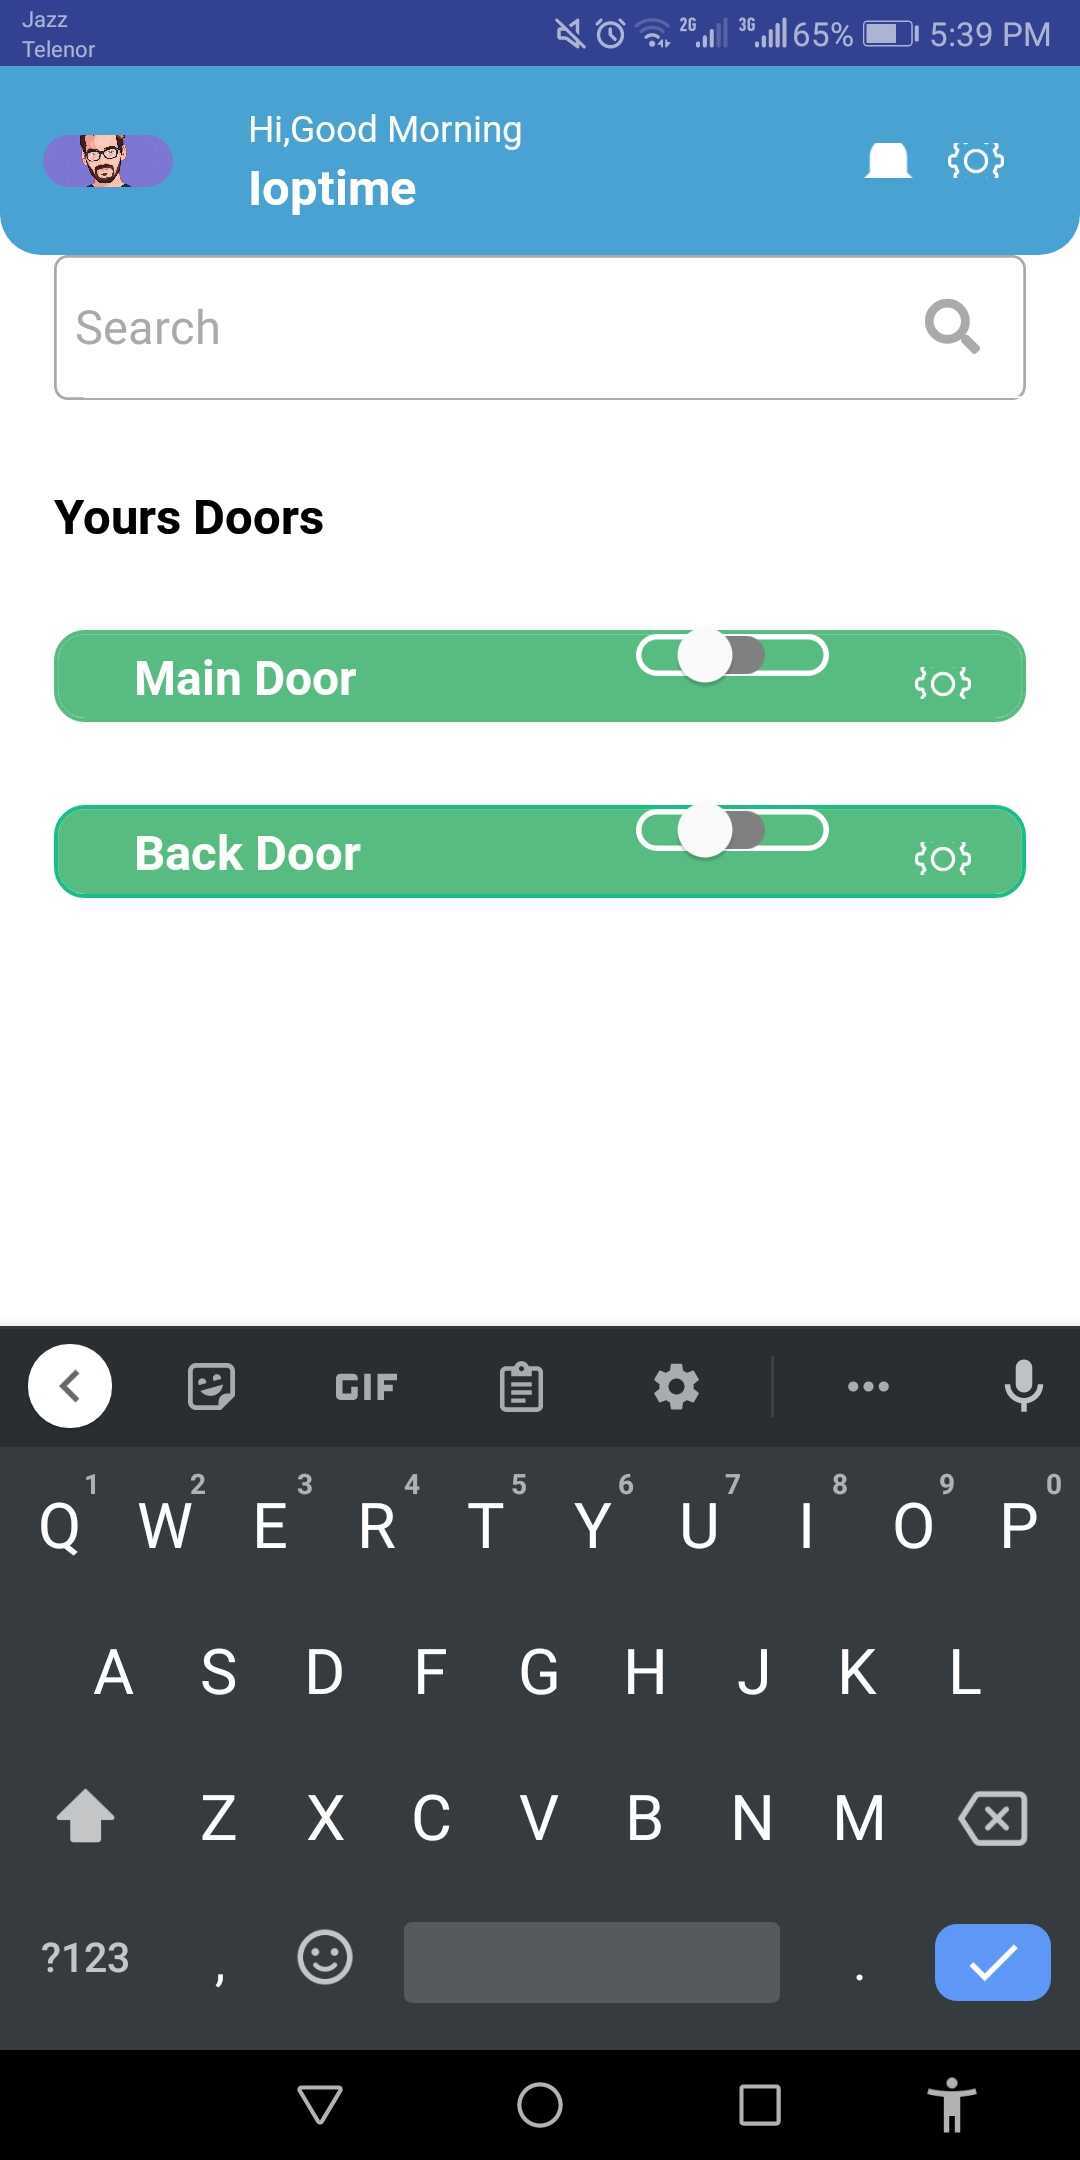 Jazz
Telenor
2G 3G 65% 5:39 PM
Hi,Good Morning
Ioptime
Search
Yours Doors
Main Door
Back Door
GIF
1 2 3 4 5 6 7 8 9 0
Q W E R T Y U I O P
A S D F G H J K L
Z X C V B N M
?123 , .